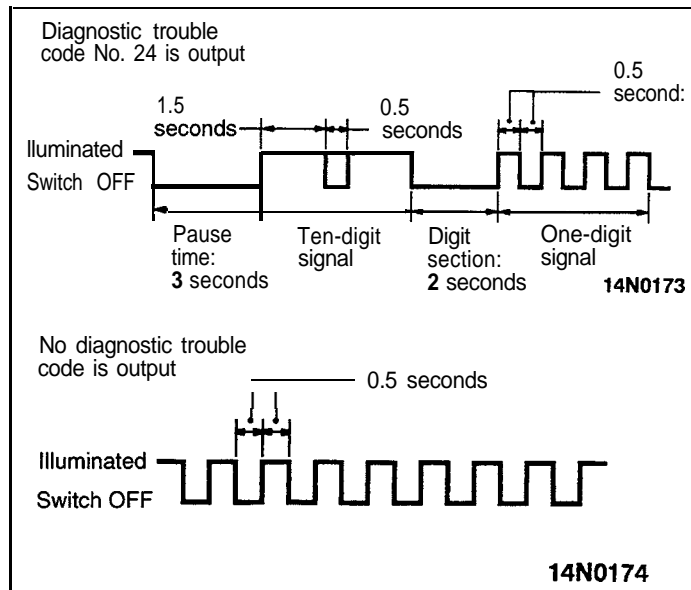 Diagnostic trouble
code No. 24 is output
0.5
second:
1.5
seconds
0.5
seconds
Iluminated
Switch OFF
Pause
time:
3 seconds
Ten-digit
signal
Digit
section:
2 seconds
One-digit
signal
14N0173
No diagnostic trouble
code is output
0.5 seconds
Illuminated
Switch OFF
14N0174